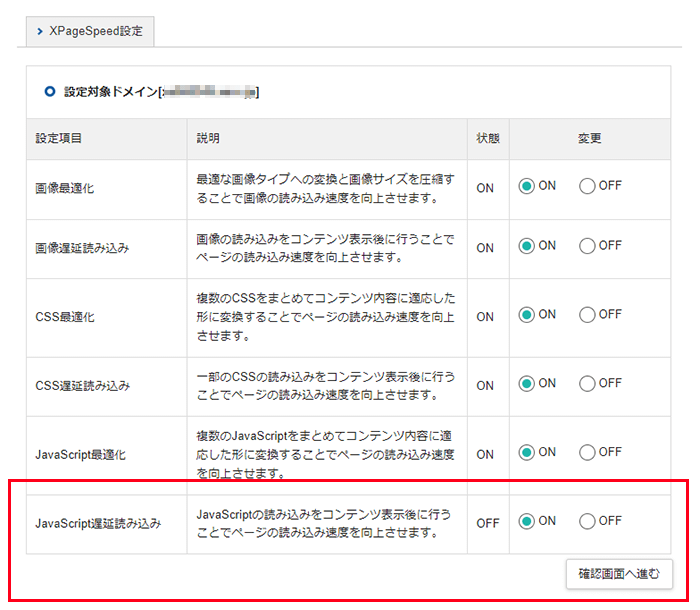 XPageSpeed設定
設定対象ドメイン[
設定項目 説明 状態 変更
画像最適化
最適な画像タイプへの変換と画像サイズを圧縮す
ることで画像の読み込み速度を向上させます。
ON ON OFF
画像遅延読み込み
画像の読み込みをコンテンツ表示後に行うことで
ページの読み込み速度を向上させます。
ON ON OFF
CSS最適化
複数のCSSをまとめてコンテンツ内容に適応した
形に変換することでページの読み込み速度を向上
させます。
ON ON OFF
CSS遅延読み込み
一部のCSSの読み込みをコンテンツ表示後に行う
ことでページの読み込み速度を向上させます。
ON ON OFF
JavaScript最適化
複数のJavaScriptをまとめてコンテンツ内容に適
応した形に変換することでページの読み込み速度
を向上させます。
ON ON OFF
JavaScript遅延読み込み
JavaScriptの読み込みをコンテンツ表示後に行う
ことでページの読み込み速度を向上させます。
OFF ON OFF
確認画面へ進む